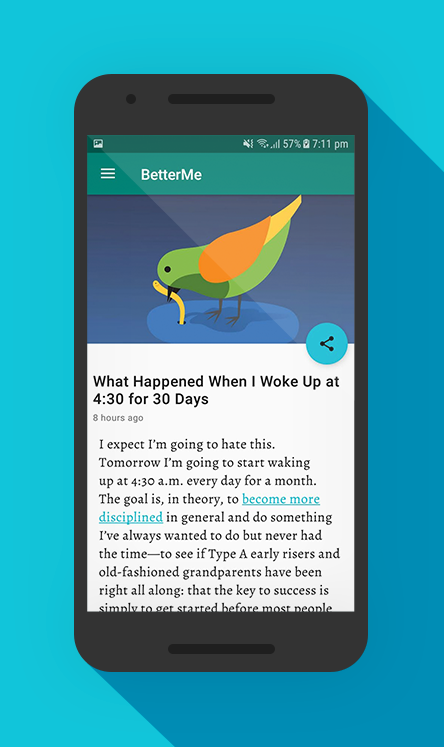 57% 7:11 pm
BetterMe
What Happened When I Woke Up at
4:30 for 30 Days
8 hours ago
I expect I’m going to hate this.
Tomorrow I’m going to start waking
up at 4:30 a.m. every day for a month.
The goal is, in theory, to become more
disciplined in general and do something
I’ve always wanted to do but never had
the time—to see if Type A early risers and
old-fashioned grandparents have been
right all along: that the key to success is
simply to get started before most people